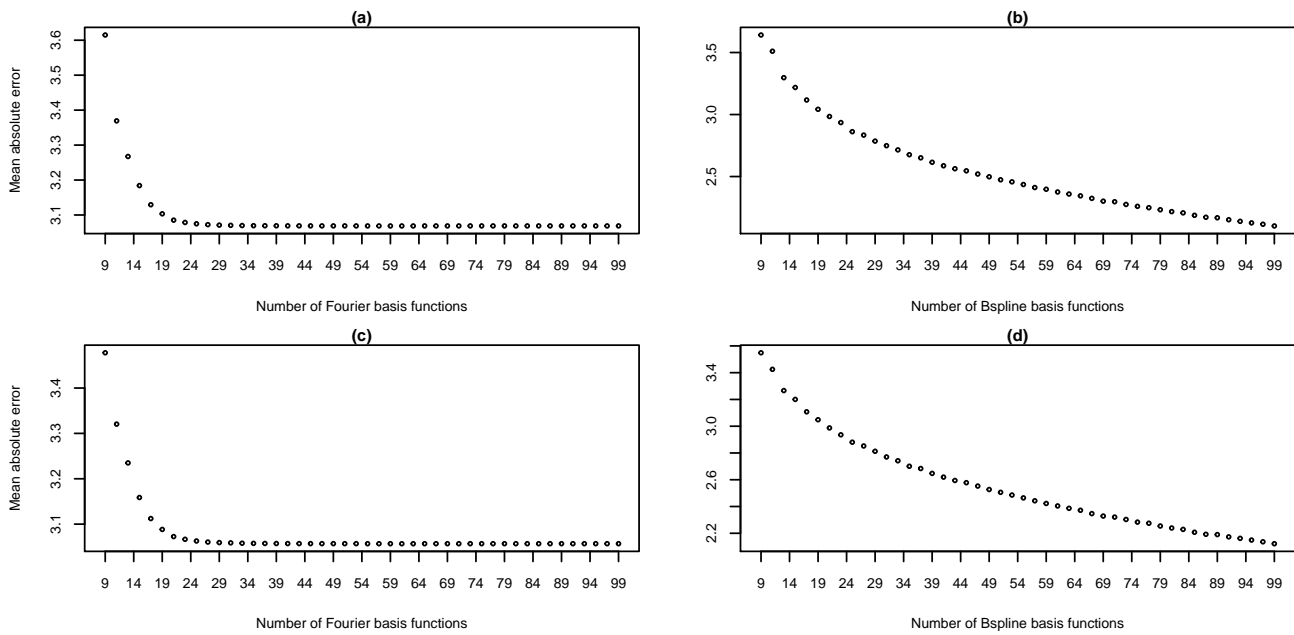 (a)
Mean absolute error
3.6
3.5
3.4
3.3
3.2
3.1
9 14 19 24 29 34 39 44 49 54 59 64 69 74 79 84 89 94 99
Number of Fourier basis functions
(b)
3.5
3.0
2.5
9 14 19 24 29 34 39 44 49 54 59 64 69 74 79 84 89 94 99
Number of Bspline basis functions
(c)
Mean absolute error
3.4
3.3
3.2
3.1
9 14 19 24 29 34 39 44 49 54 59 64 69 74 79 84 89 94 99
Number of Fourier basis functions
(d)
3.4
3.0
2.6
2.2
9 14 19 24 29 34 39 44 49 54 59 64 69 74 79 84 89 94 99
Number of Bspline basis functions